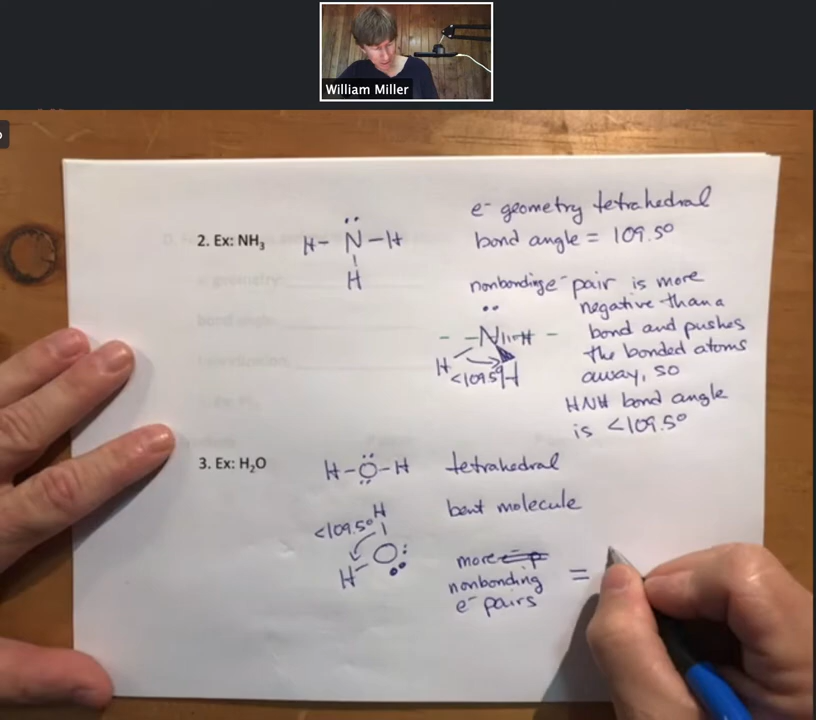 William Miller
2. Ex: NH₃
H–N̈–H
H
e⁻ geometry tetrahedral
bond angle = 109.5°
nonbonding e⁻ pair is more
negative than a
bond and pushes
the bonded atoms
away, so
HNH bond angle
is <109.5°
- -N H -
H
<109.5° H
3. Ex: H₂O
H–Ö–H
tetrahedral
bent molecule
H
<109.5°
O:
H
more
nonbonding =
e⁻ pairs